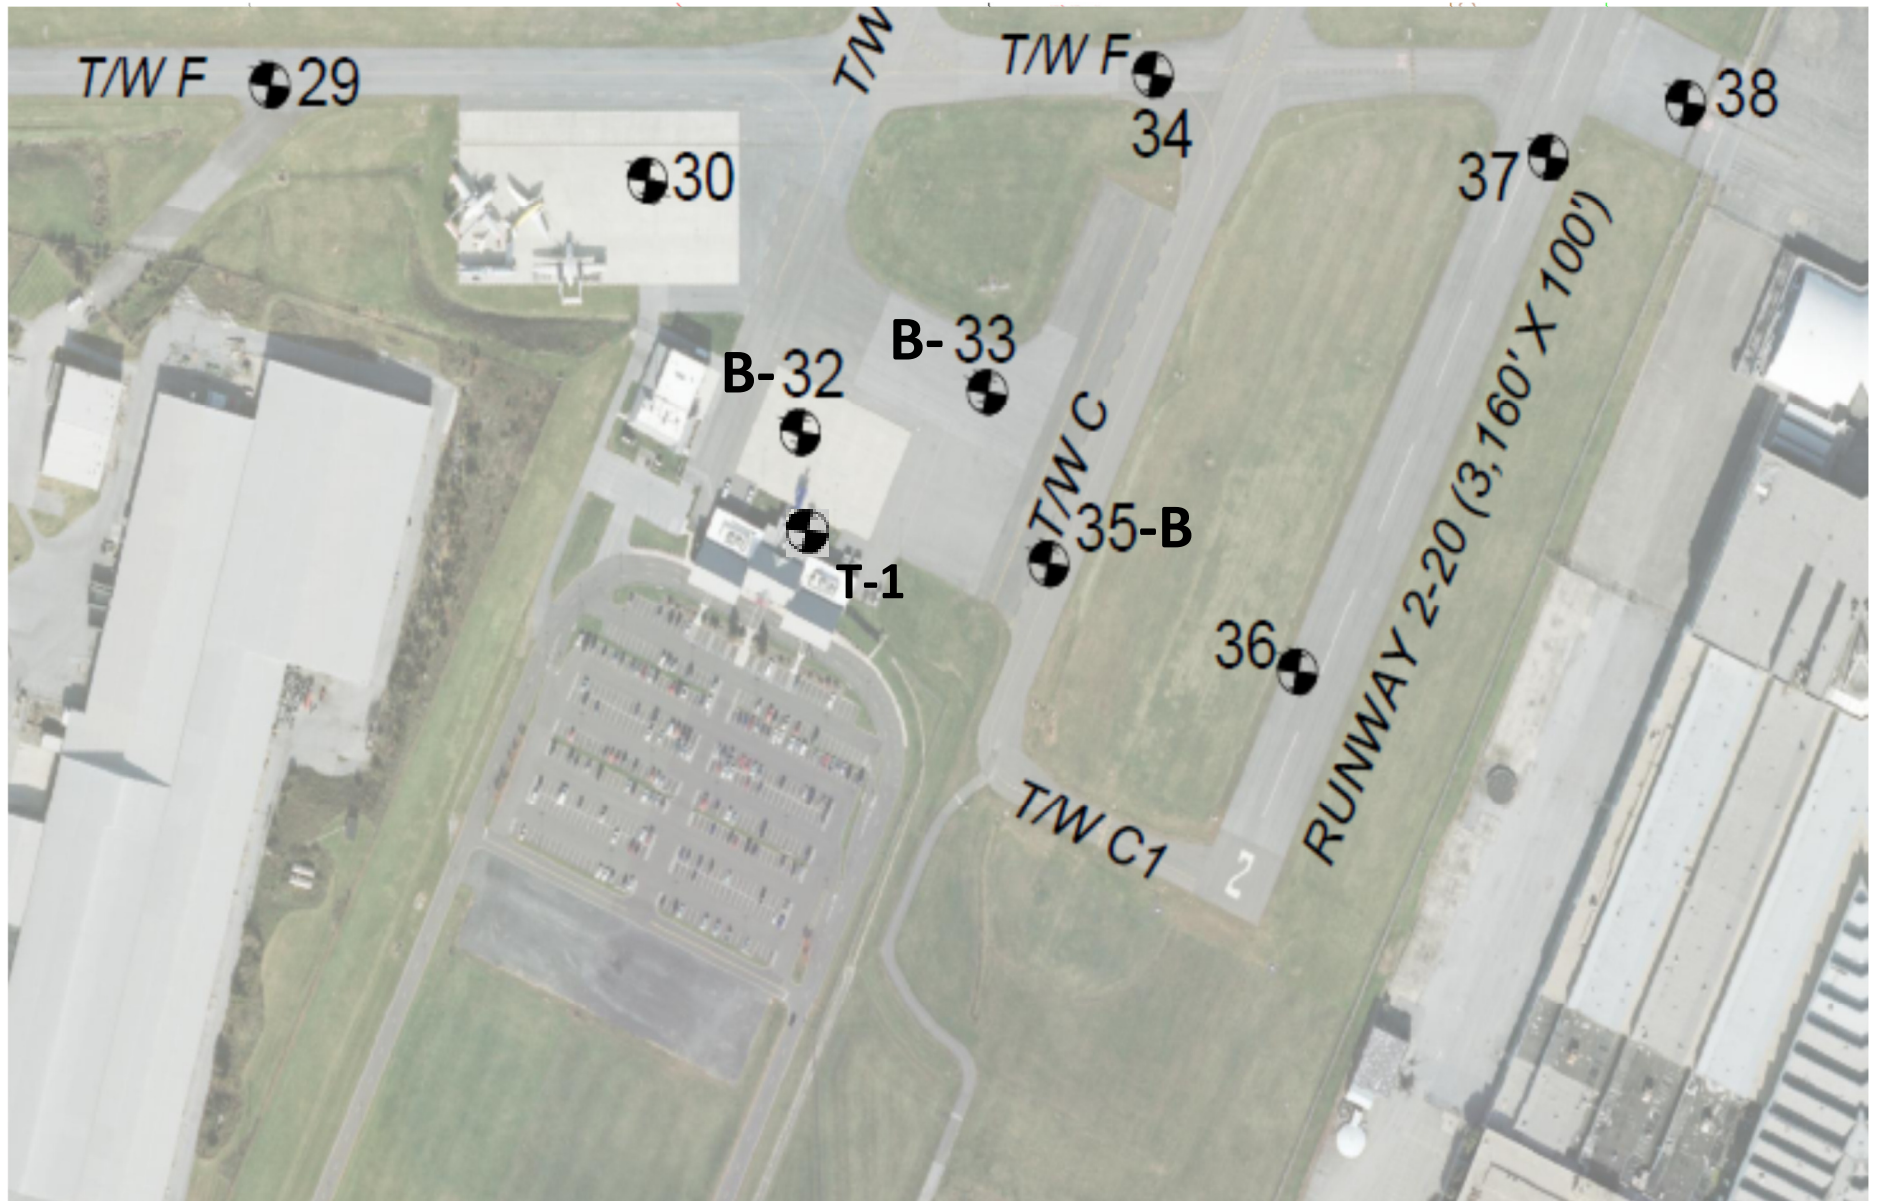 T/W F
29
T/W
T/W F
34
38
37
30
B- 33
B- 32
T/W C
35-B
T-1
36
RUNWAY 2-20 (3,160' X 100')
T/W C1
2